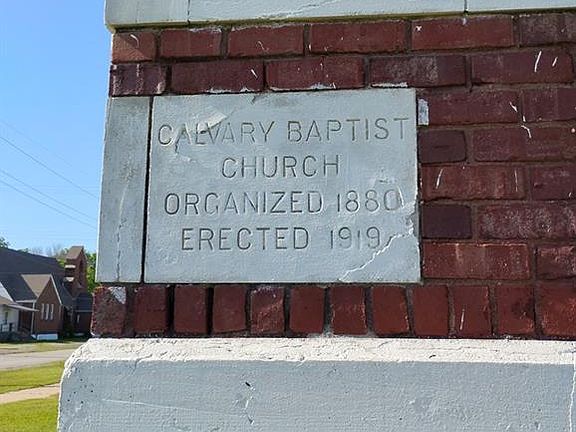 CALVARY BAPTIST
CHURCH
ORGANIZED 1880
ERECTED 1919